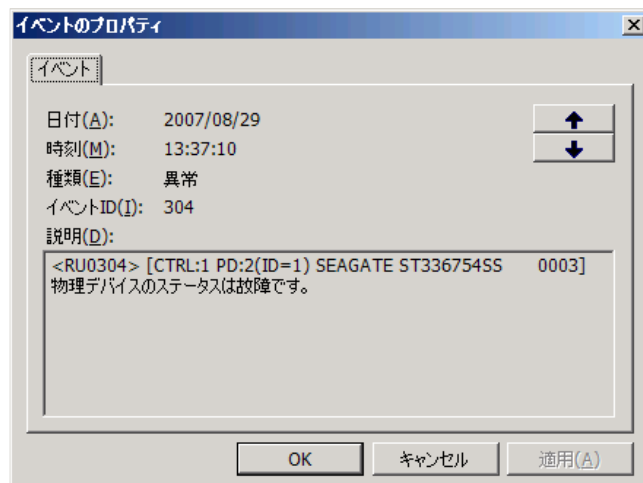 イベントのプロパティ
イベント
日付(A): 2007/08/29
時刻(M): 13:37:10
種類(E): 異常
イベントID(I): 304
説明(D):
<RU0304> [CTRL:1 PD:2(ID=1) SEAGATE ST336754SS 0003]
物理デバイスのステータスは故障です。
OK キャンセル 適用(A)